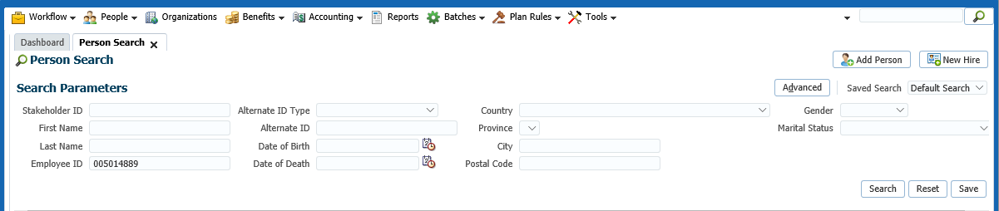 Workflow People Organizations Benefits Accounting Reports Batches Plan Rules Tools
Dashboard Person Search
Person Search Add Person New Hire
Search Parameters Advanced Saved Search Default Search
Stakeholder ID Alternate ID Type Country Gender
First Name Alternate ID Province Marital Status
Last Name Date of Birth City
Employee ID 005014889 Date of Death Postal Code
Search Reset Save